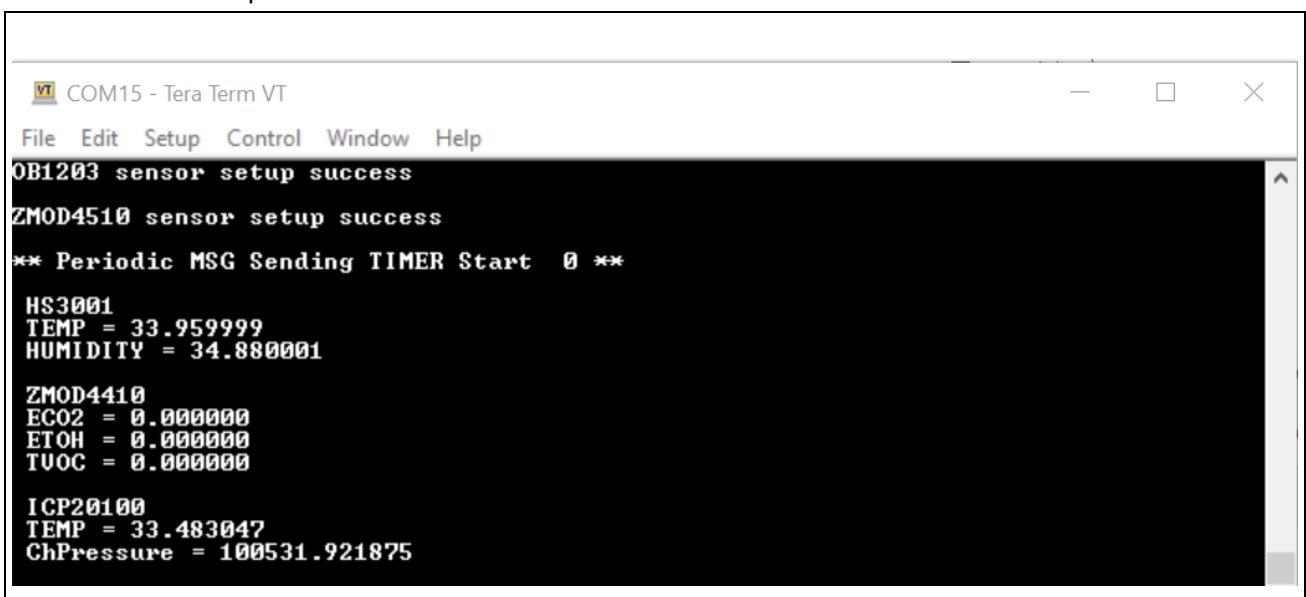 COM15 - Tera Term VT
File Edit Setup Control Window Help
OB1203 sensor setup success
ZMOD4510 sensor setup success
** Periodic MSG Sending TIMER Start  0 **
HS3001
TEMP = 33.959999
HUMIDITY = 34.880001
ZMOD4410
ECO2 = 0.000000
ETOH = 0.000000
TVOC = 0.000000
ICP20100
TEMP = 33.483047
ChPressure = 100531.921875